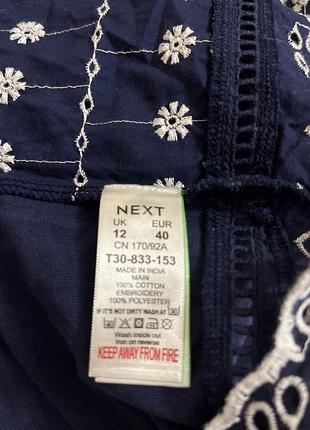 NEXT
UK EUR
12 40
CN 170/92A
T30-833-153
MADE IN INDIA
MAIN
100% COTTON
EMBROIDERY
100% POLYESTER
IF IT'S NOT DIRTY WASH AT
Wash inside out
Iron on reverse
KEEP AWAY FROM FIRE